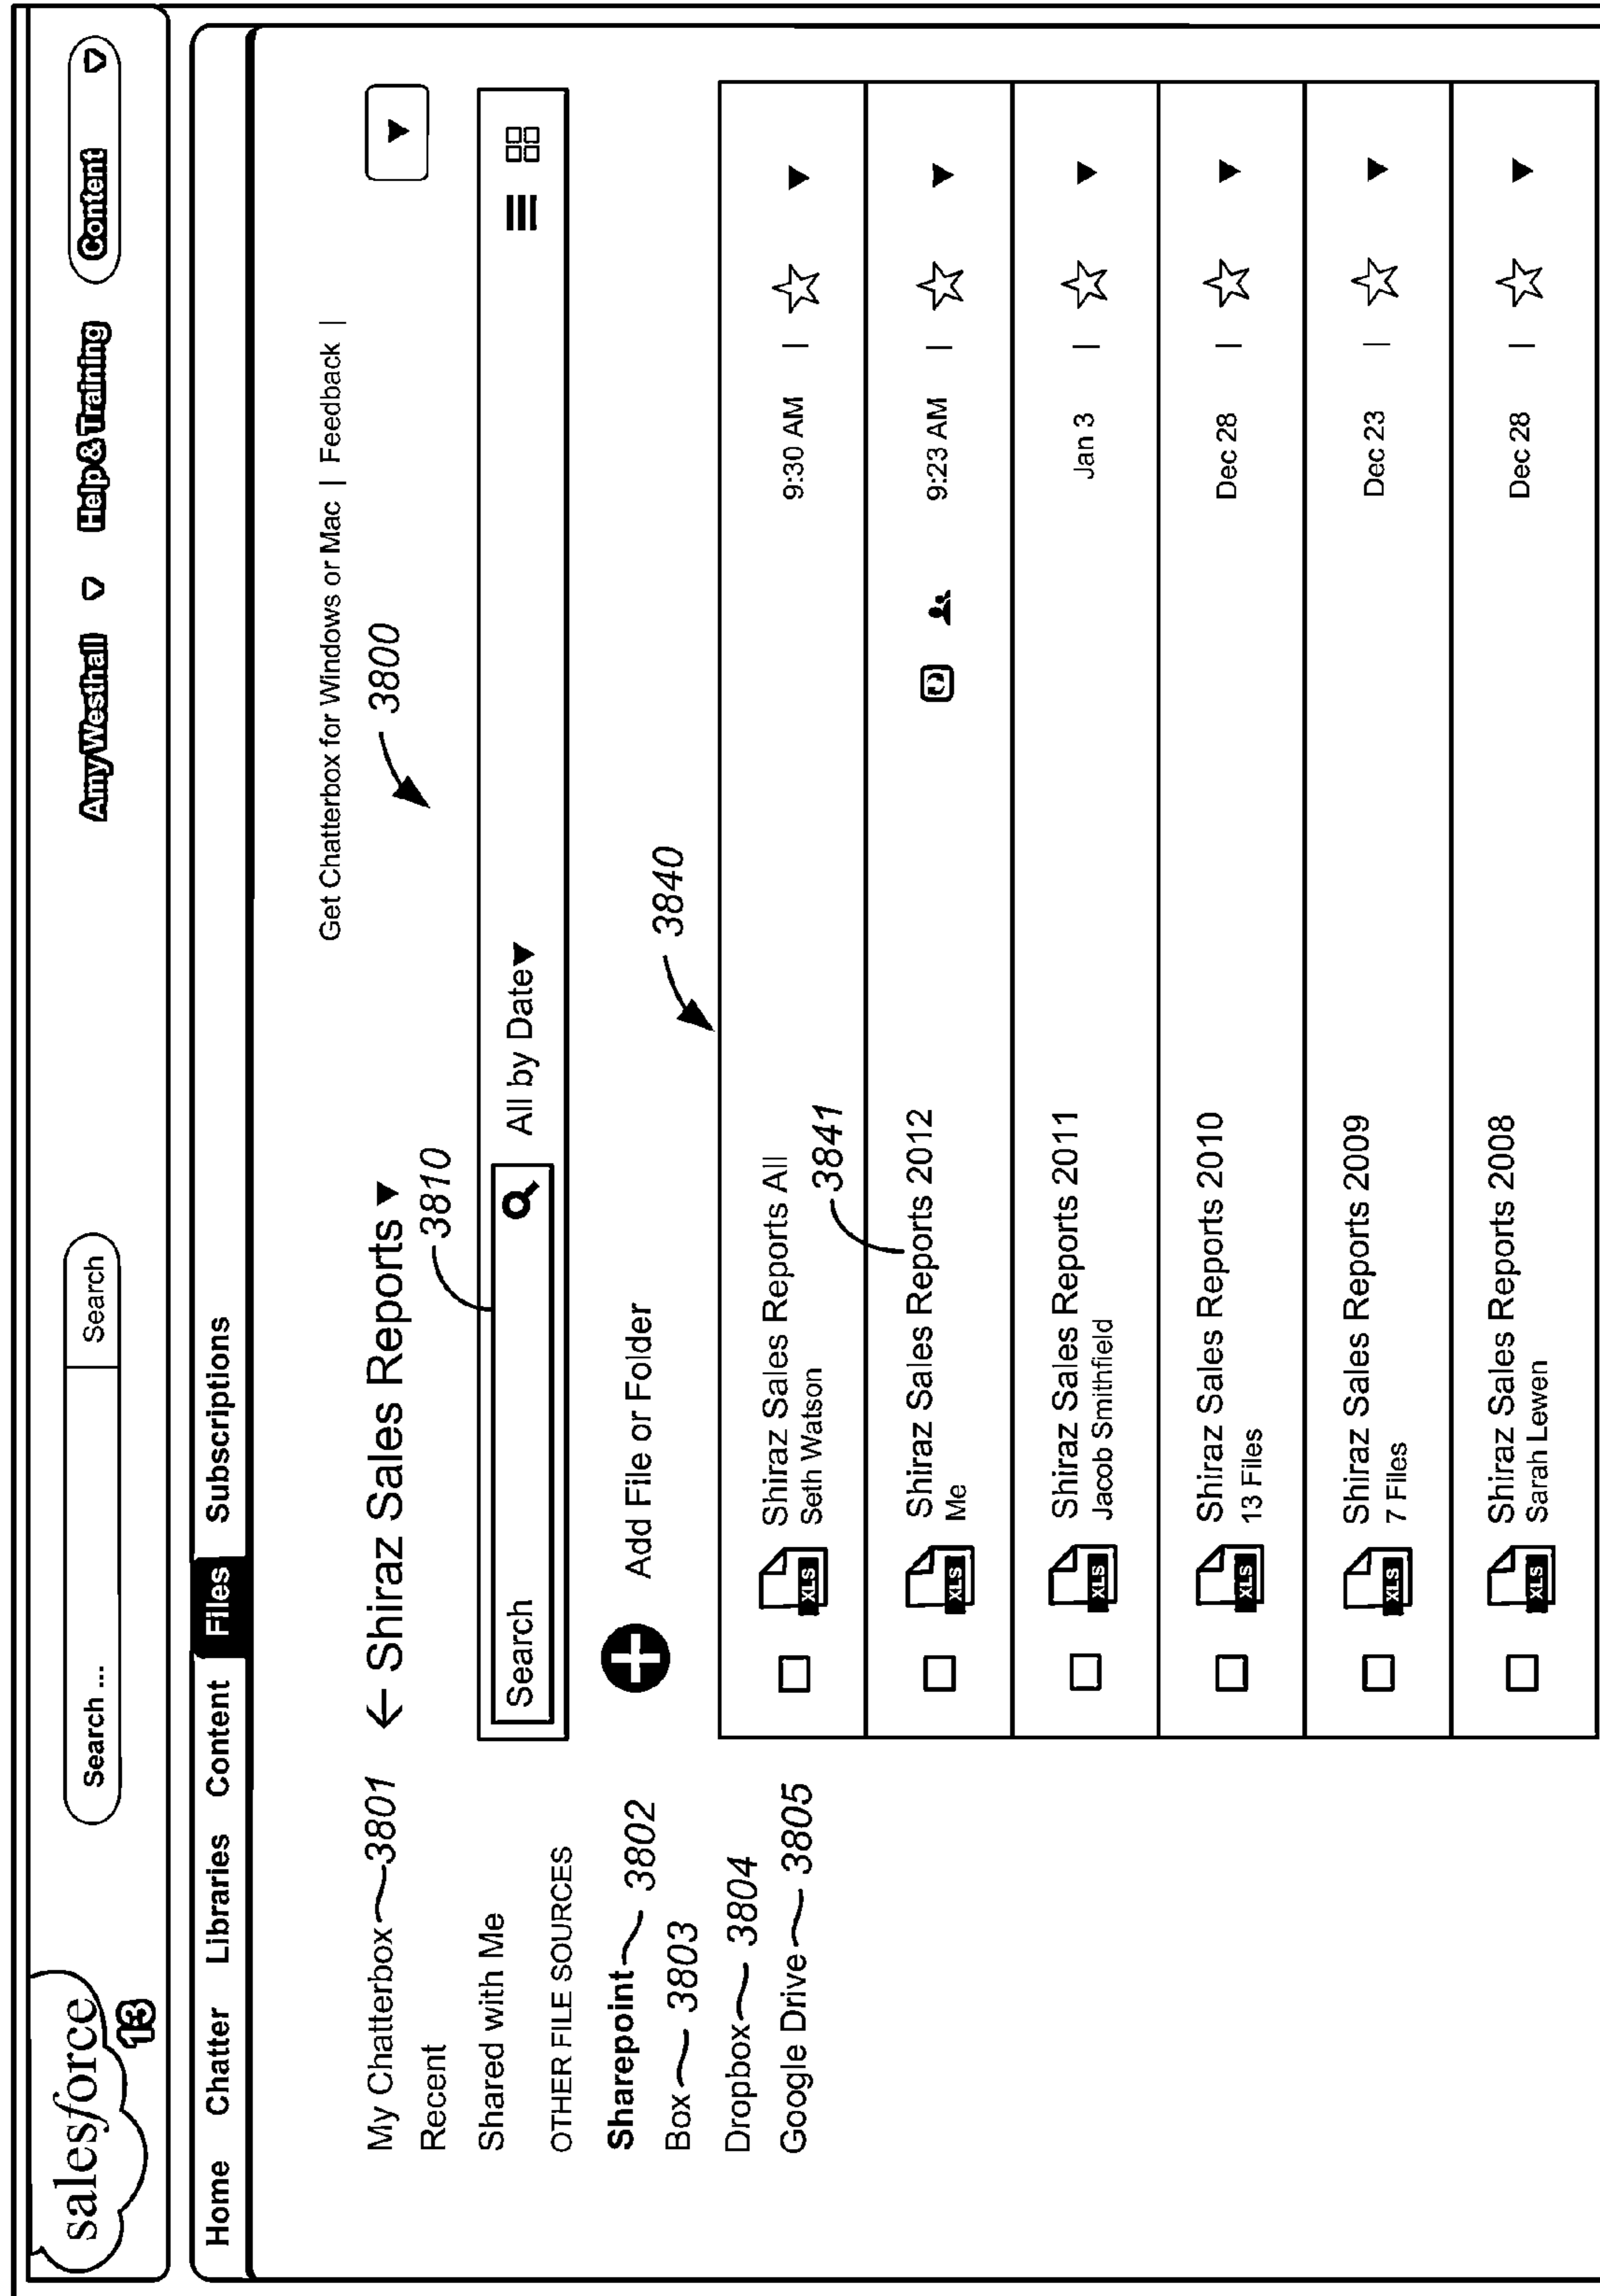 salesforce
13
Search ... Search
Amy Westhall Help & Training Content
Home Chatter Libraries Content Files Subscriptions
Get Chatterbox for Windows or Mac | Feedback |
My Chatterbox 3801
Recent
Shared with Me
OTHER FILE SOURCES
Sharepoint 3802
Box 3803
Dropbox 3804
Google Drive 3805
← Shiraz Sales Reports ▼
3800
3810
Search All by Date▼
Add File or Folder
3840
XLS Shiraz Sales Reports All 9:30 AM |
Seth Watson
3841
XLS Shiraz Sales Reports 2012 9:23 AM |
Me
XLS Shiraz Sales Reports 2011 Jan 3 |
Jacob Smithfield
XLS Shiraz Sales Reports 2010 Dec 28 |
13 Files
XLS Shiraz Sales Reports 2009 Dec 23 |
7 Files
XLS Shiraz Sales Reports 2008 Dec 28 |
Sarah Lewen